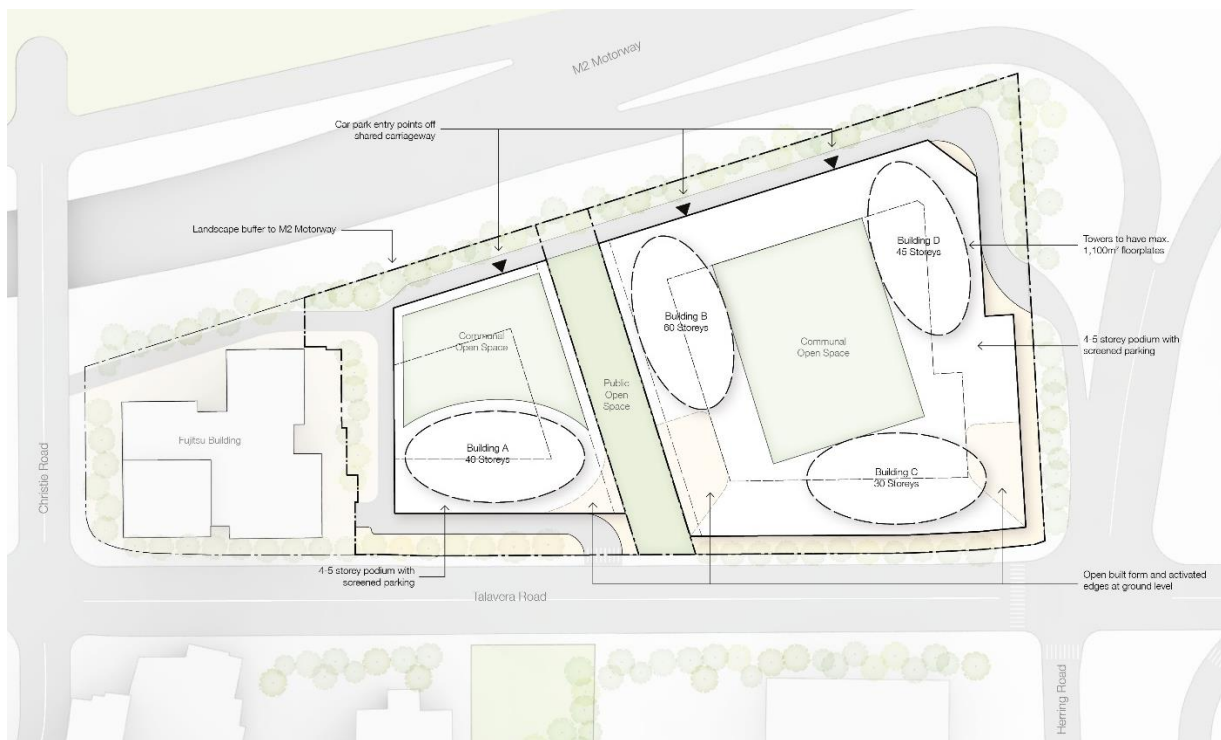 M2 Motorway
Car park entry points off
shared carriageway
Landscape buffer to M2 Motorway
Building D
45 Storeys
Towers to have max.
1,100m² floorplates
Building B
60 Storeys
Communal
Open Space
Communal
Open Space
4-5 storey podium with
screened parking
Public
Open
Space
Fujitsu Building
Building A
40 Storeys
Building C
30 Storeys
Christie Road
4-5 storey podium with
screened parking
Open built form and activated
edges at ground level
Talavera Road
Herring Road